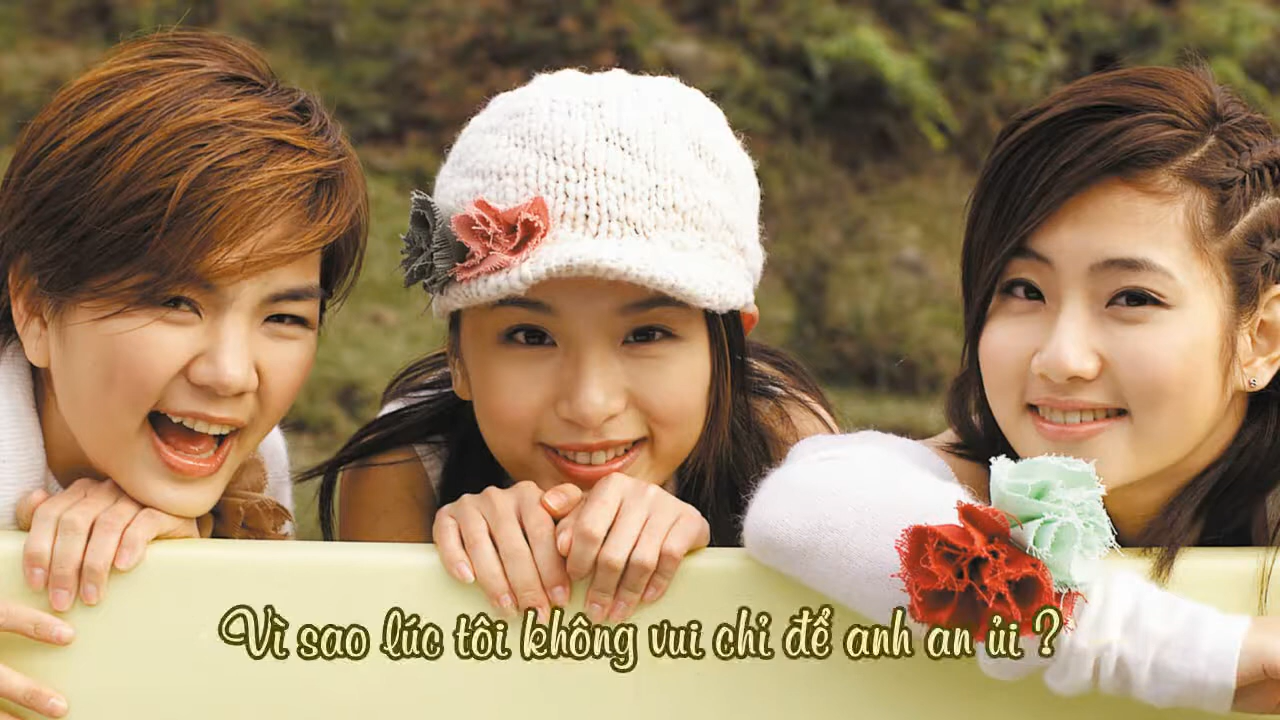 Vì sao lúc tôi không vui chỉ để anh an ủi ?